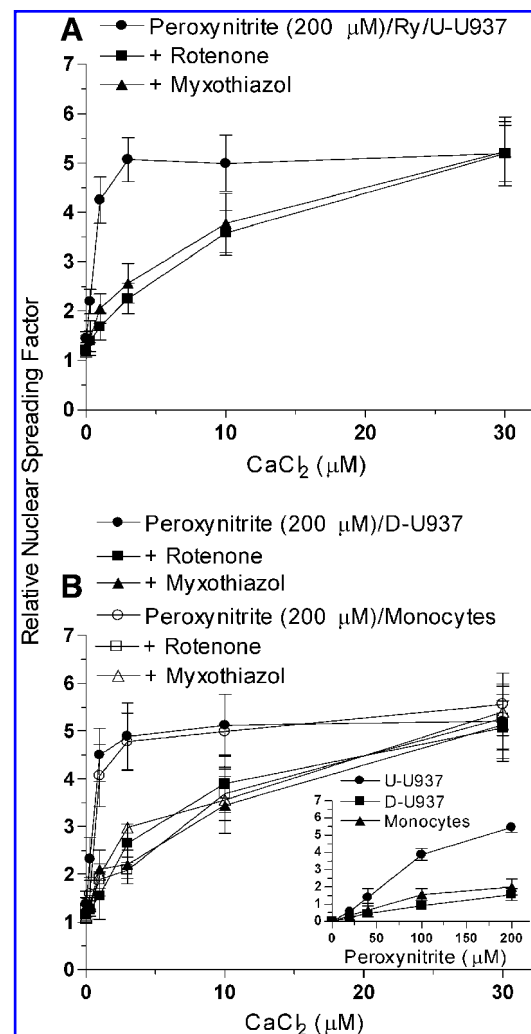 A
Peroxynitrite (200 μM)/Ry/U-U937
+ Rotenone
+ Myxothiazol
7
6
5
4
3
2
1
0
0
10
20
30
CaCl2 (μM)
Relative Nuclear Spreading Factor
Peroxynitrite (200 μM)/D-U937
+ Rotenone
+ Myxothiazol
B
Peroxynitrite (200 μM)/Monocytes
+ Rotenone
+ Myxothiazol
7
6
5
4
3
2
1
0
0
10
20
30
CaCl2 (μM)
U-U937
D-U937
Monocytes
7
6
5
4
3
2
1
0
0
50
100
150
200
Peroxynitrite (μM)